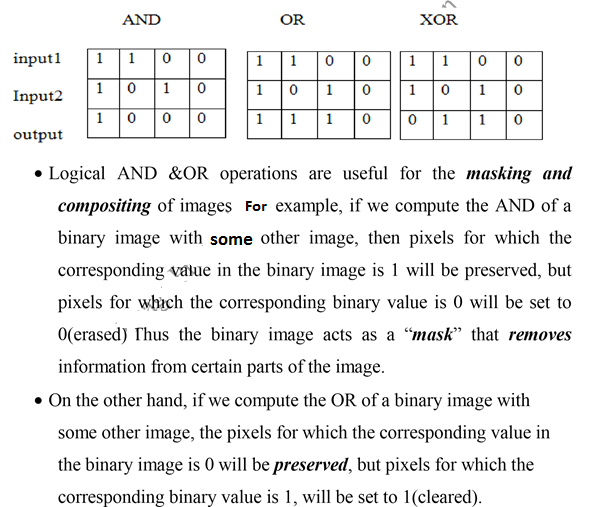 AND OR XOR
input1 1 1 0 0 1 1 0 0 1 1 0 0
Input2 1 0 1 0 1 0 1 0 1 0 1 0
output 1 0 0 0 1 1 1 0 0 1 1 0
• Logical AND &OR operations are useful for the masking and
compositing of images For example, if we compute the AND of a
binary image with some other image, then pixels for which the
corresponding value in the binary image is 1 will be preserved, but
pixels for which the corresponding binary value is 0 will be set to
0(erased) Thus the binary image acts as a “mask” that removes
information from certain parts of the image.
• On the other hand, if we compute the OR of a binary image with
some other image, the pixels for which the corresponding value in
the binary image is 0 will be preserved, but pixels for which the
corresponding binary value is 1, will be set to 1(cleared).